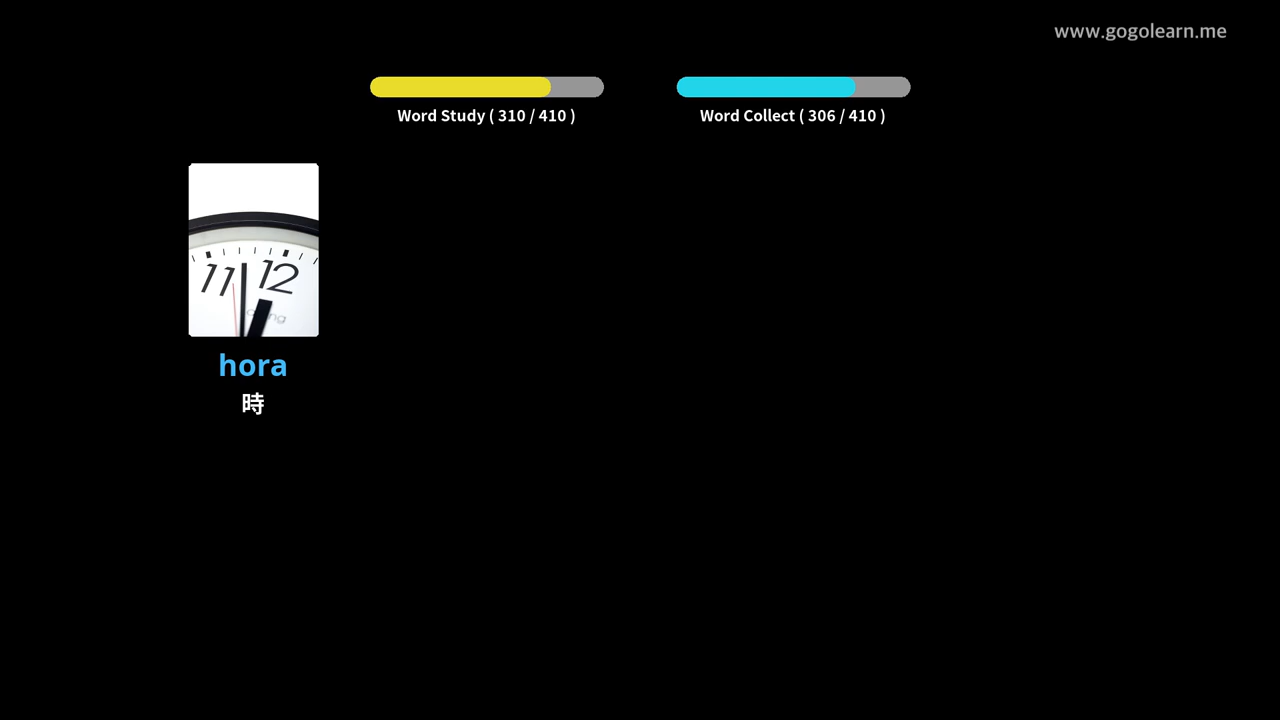 www.gogolearn.me
Word Study ( 310 / 410 )
Word Collect ( 306 / 410 )
11 12
hora
時